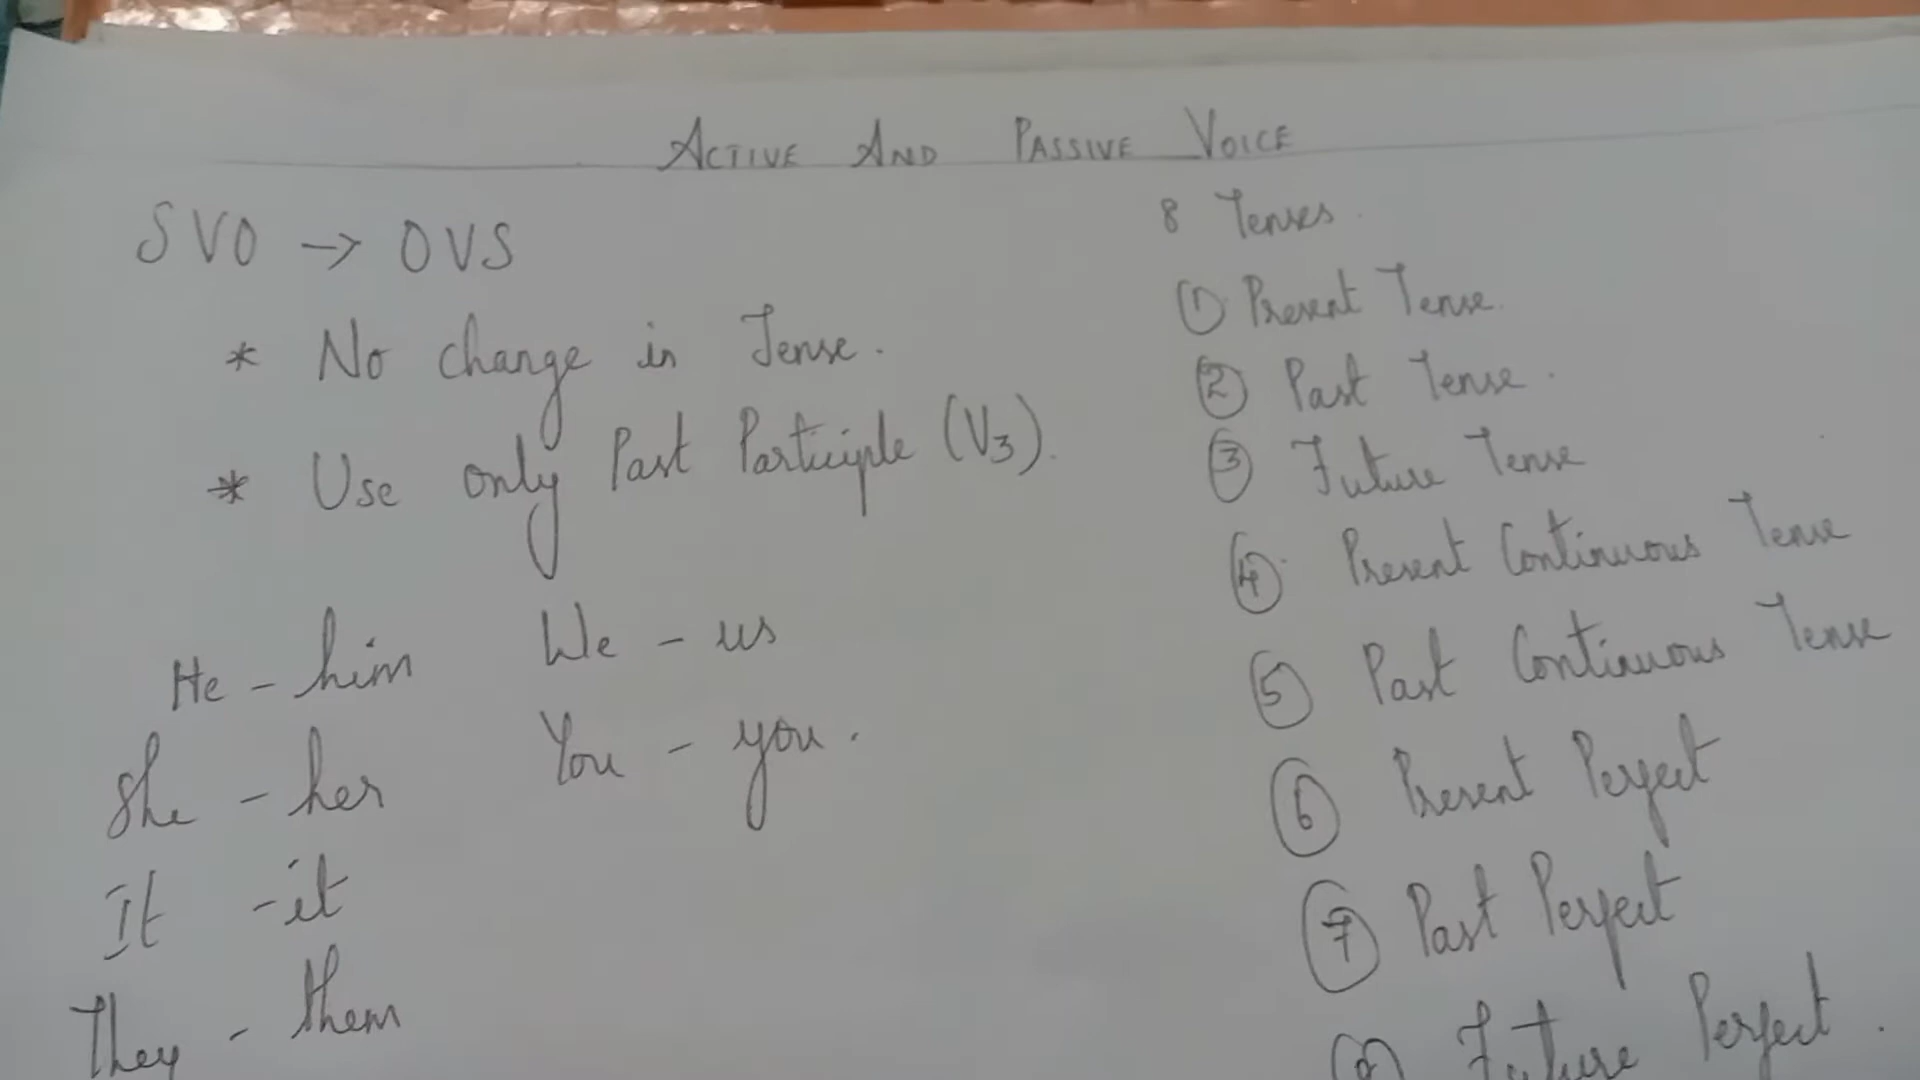 ACTIVE AND PASSIVE VOICE
SVO → OVS
* No change in Tense.
* Use only Past Participle (V3).
He - him
She - her
It - it
They - them
We - us
You - you.
8 Tenses.
① Present Tense.
② Past Tense.
③ Future Tense
④ Present Continuous Tense
⑤ Past Continuous Tense
⑥ Present Perfect
⑦ Past Perfect
⑧ Future Perfect.